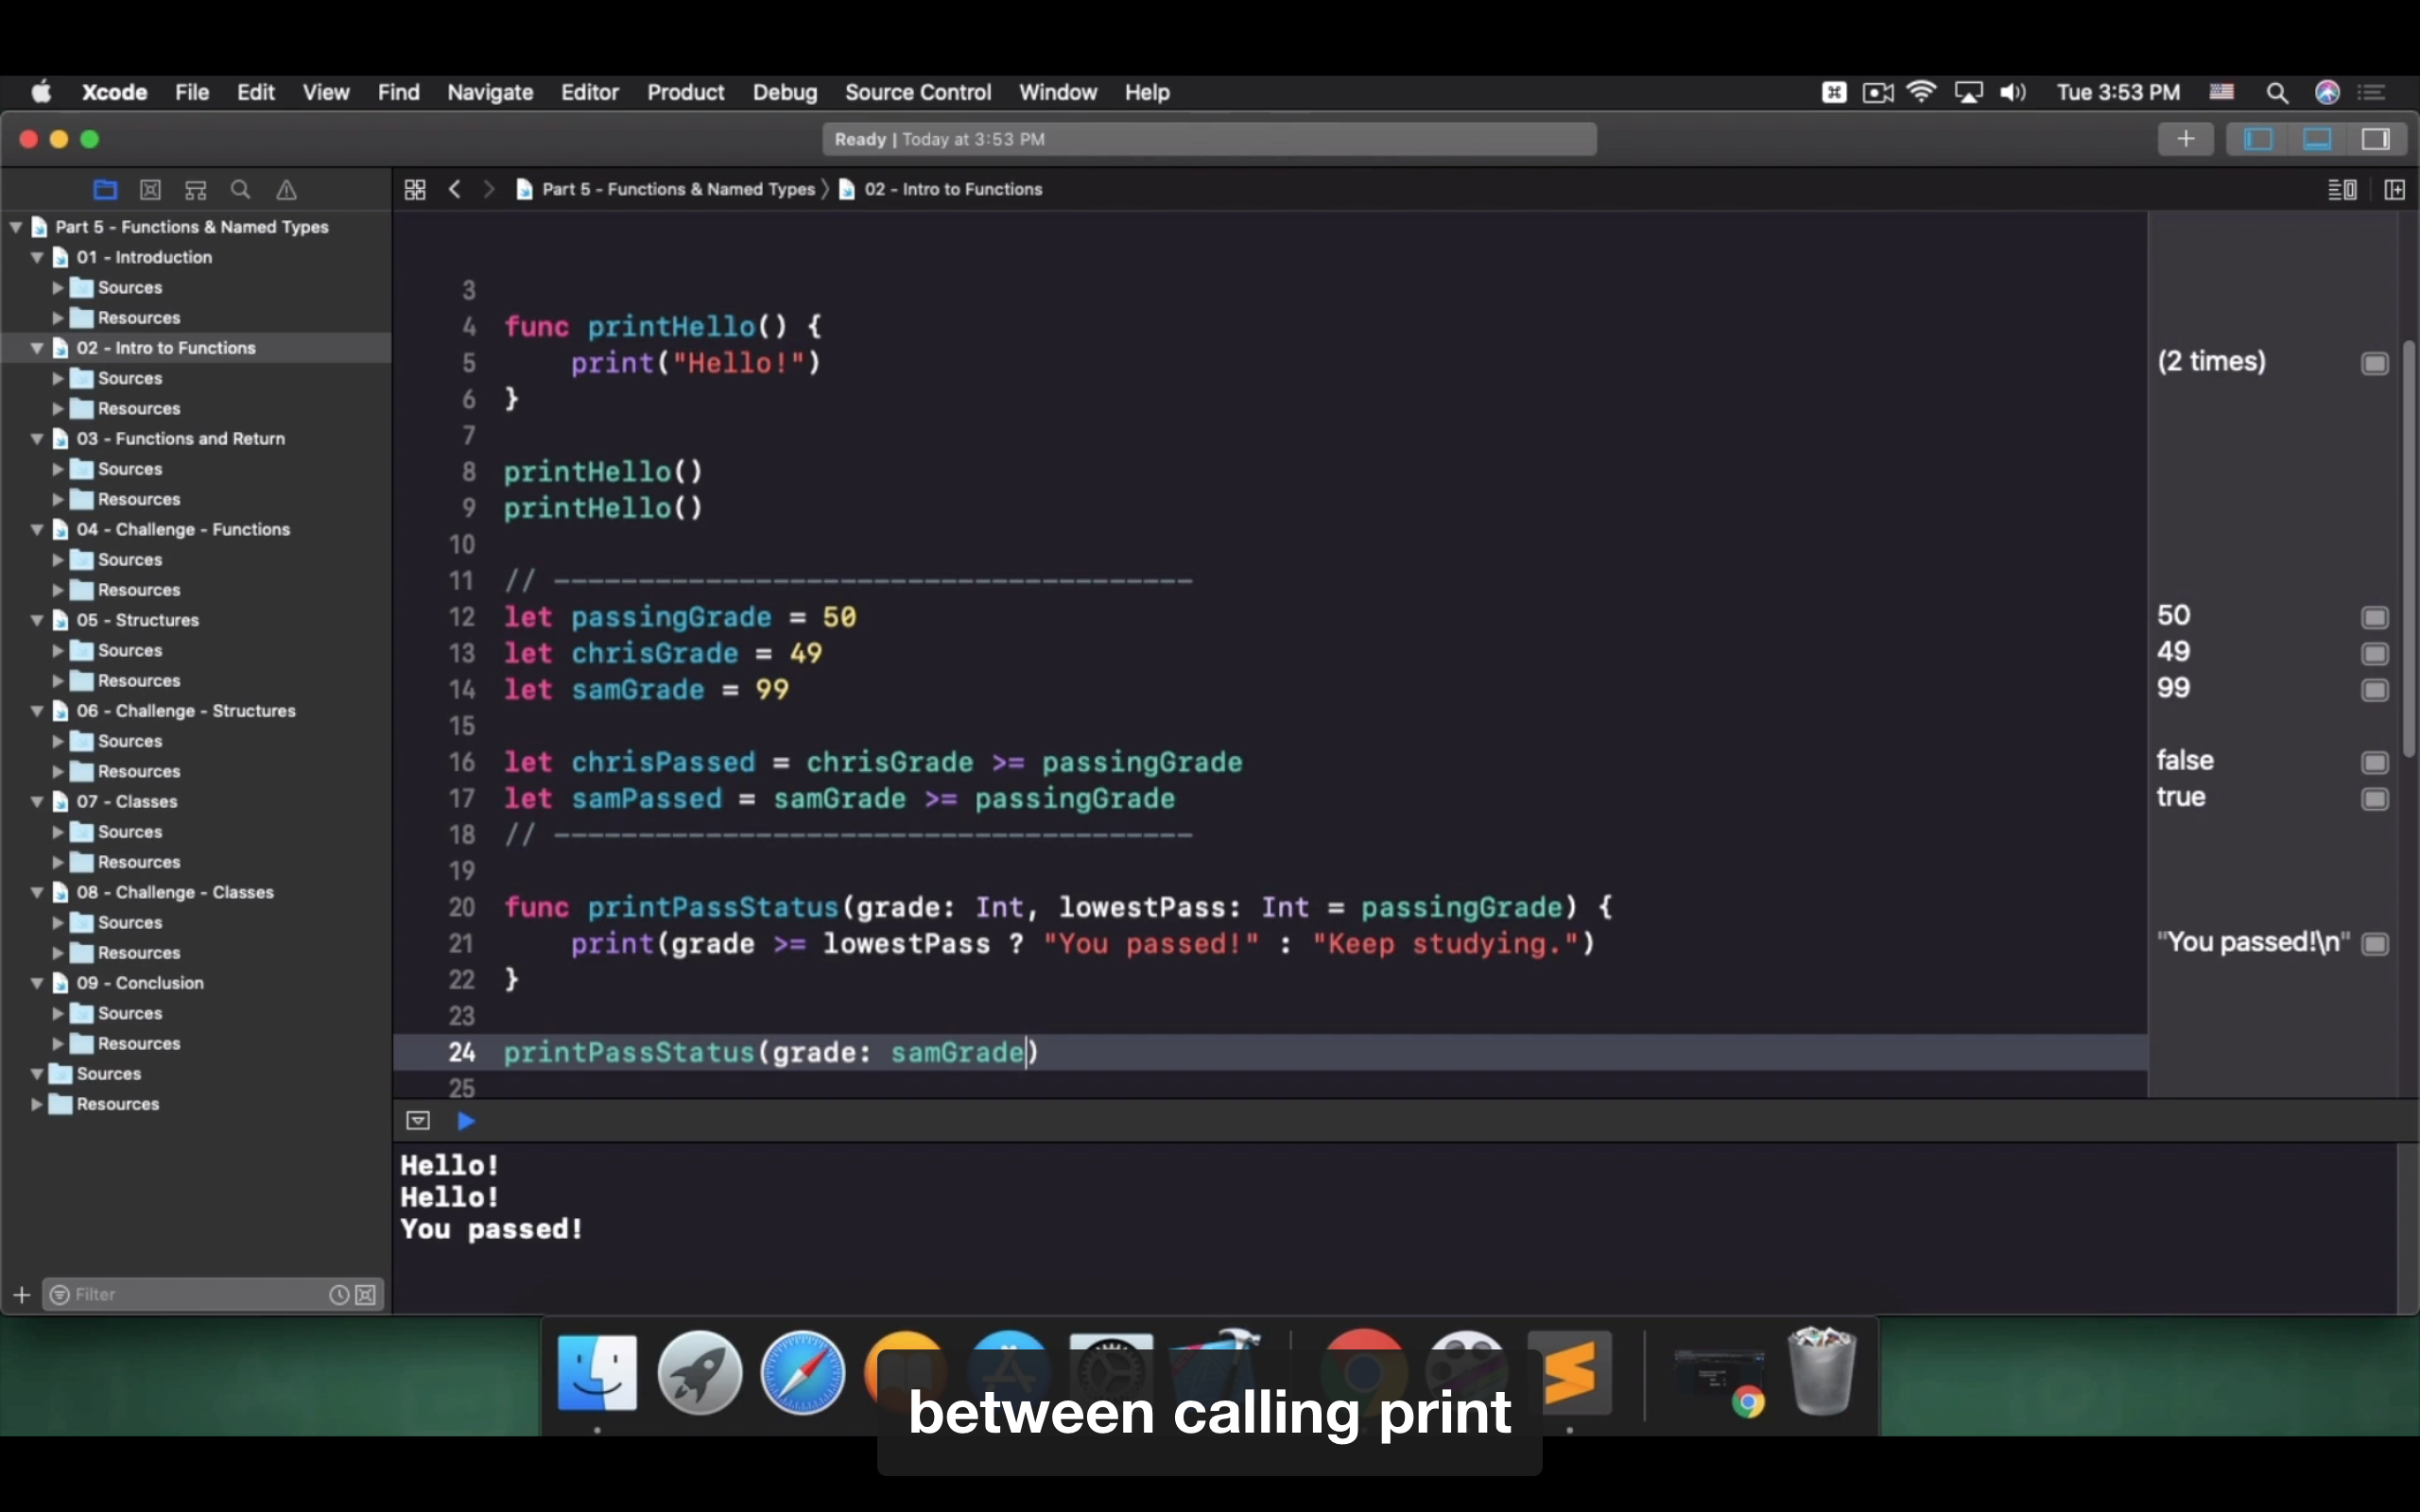 Xcode File Edit View Find Navigate Editor Product Debug Source Control Window Help Tue 3:53 PM
Ready | Today at 3:53 PM
Part 5 - Functions & Named Types 02 - Intro to Functions
Part 5 - Functions & Named Types
01 - Introduction
Sources
Resources
02 - Intro to Functions
Sources
Resources
03 - Functions and Return
Sources
Resources
04 - Challenge - Functions
Sources
Resources
05 - Structures
Sources
Resources
06 - Challenge - Structures
Sources
Resources
07 - Classes
Sources
Resources
08 - Challenge - Classes
Sources
Resources
09 - Conclusion
Sources
Resources
Sources
Resources
Filter
3
4 func printHello() {
5 print("Hello!") (2 times)
6 }
7
8 printHello()
9 printHello()
10
11 // --------------------------------------
12 let passingGrade = 50 50
13 let chrisGrade = 49 49
14 let samGrade = 99 99
15
16 let chrisPassed = chrisGrade >= passingGrade false
17 let samPassed = samGrade >= passingGrade true
18 // --------------------------------------
19
20 func printPassStatus(grade: Int, lowestPass: Int = passingGrade) {
21 print(grade >= lowestPass ? "You passed!" : "Keep studying.") "You passed!\n"
22 }
23
24 printPassStatus(grade: samGrade)
25
Hello!
Hello!
You passed!
between calling print